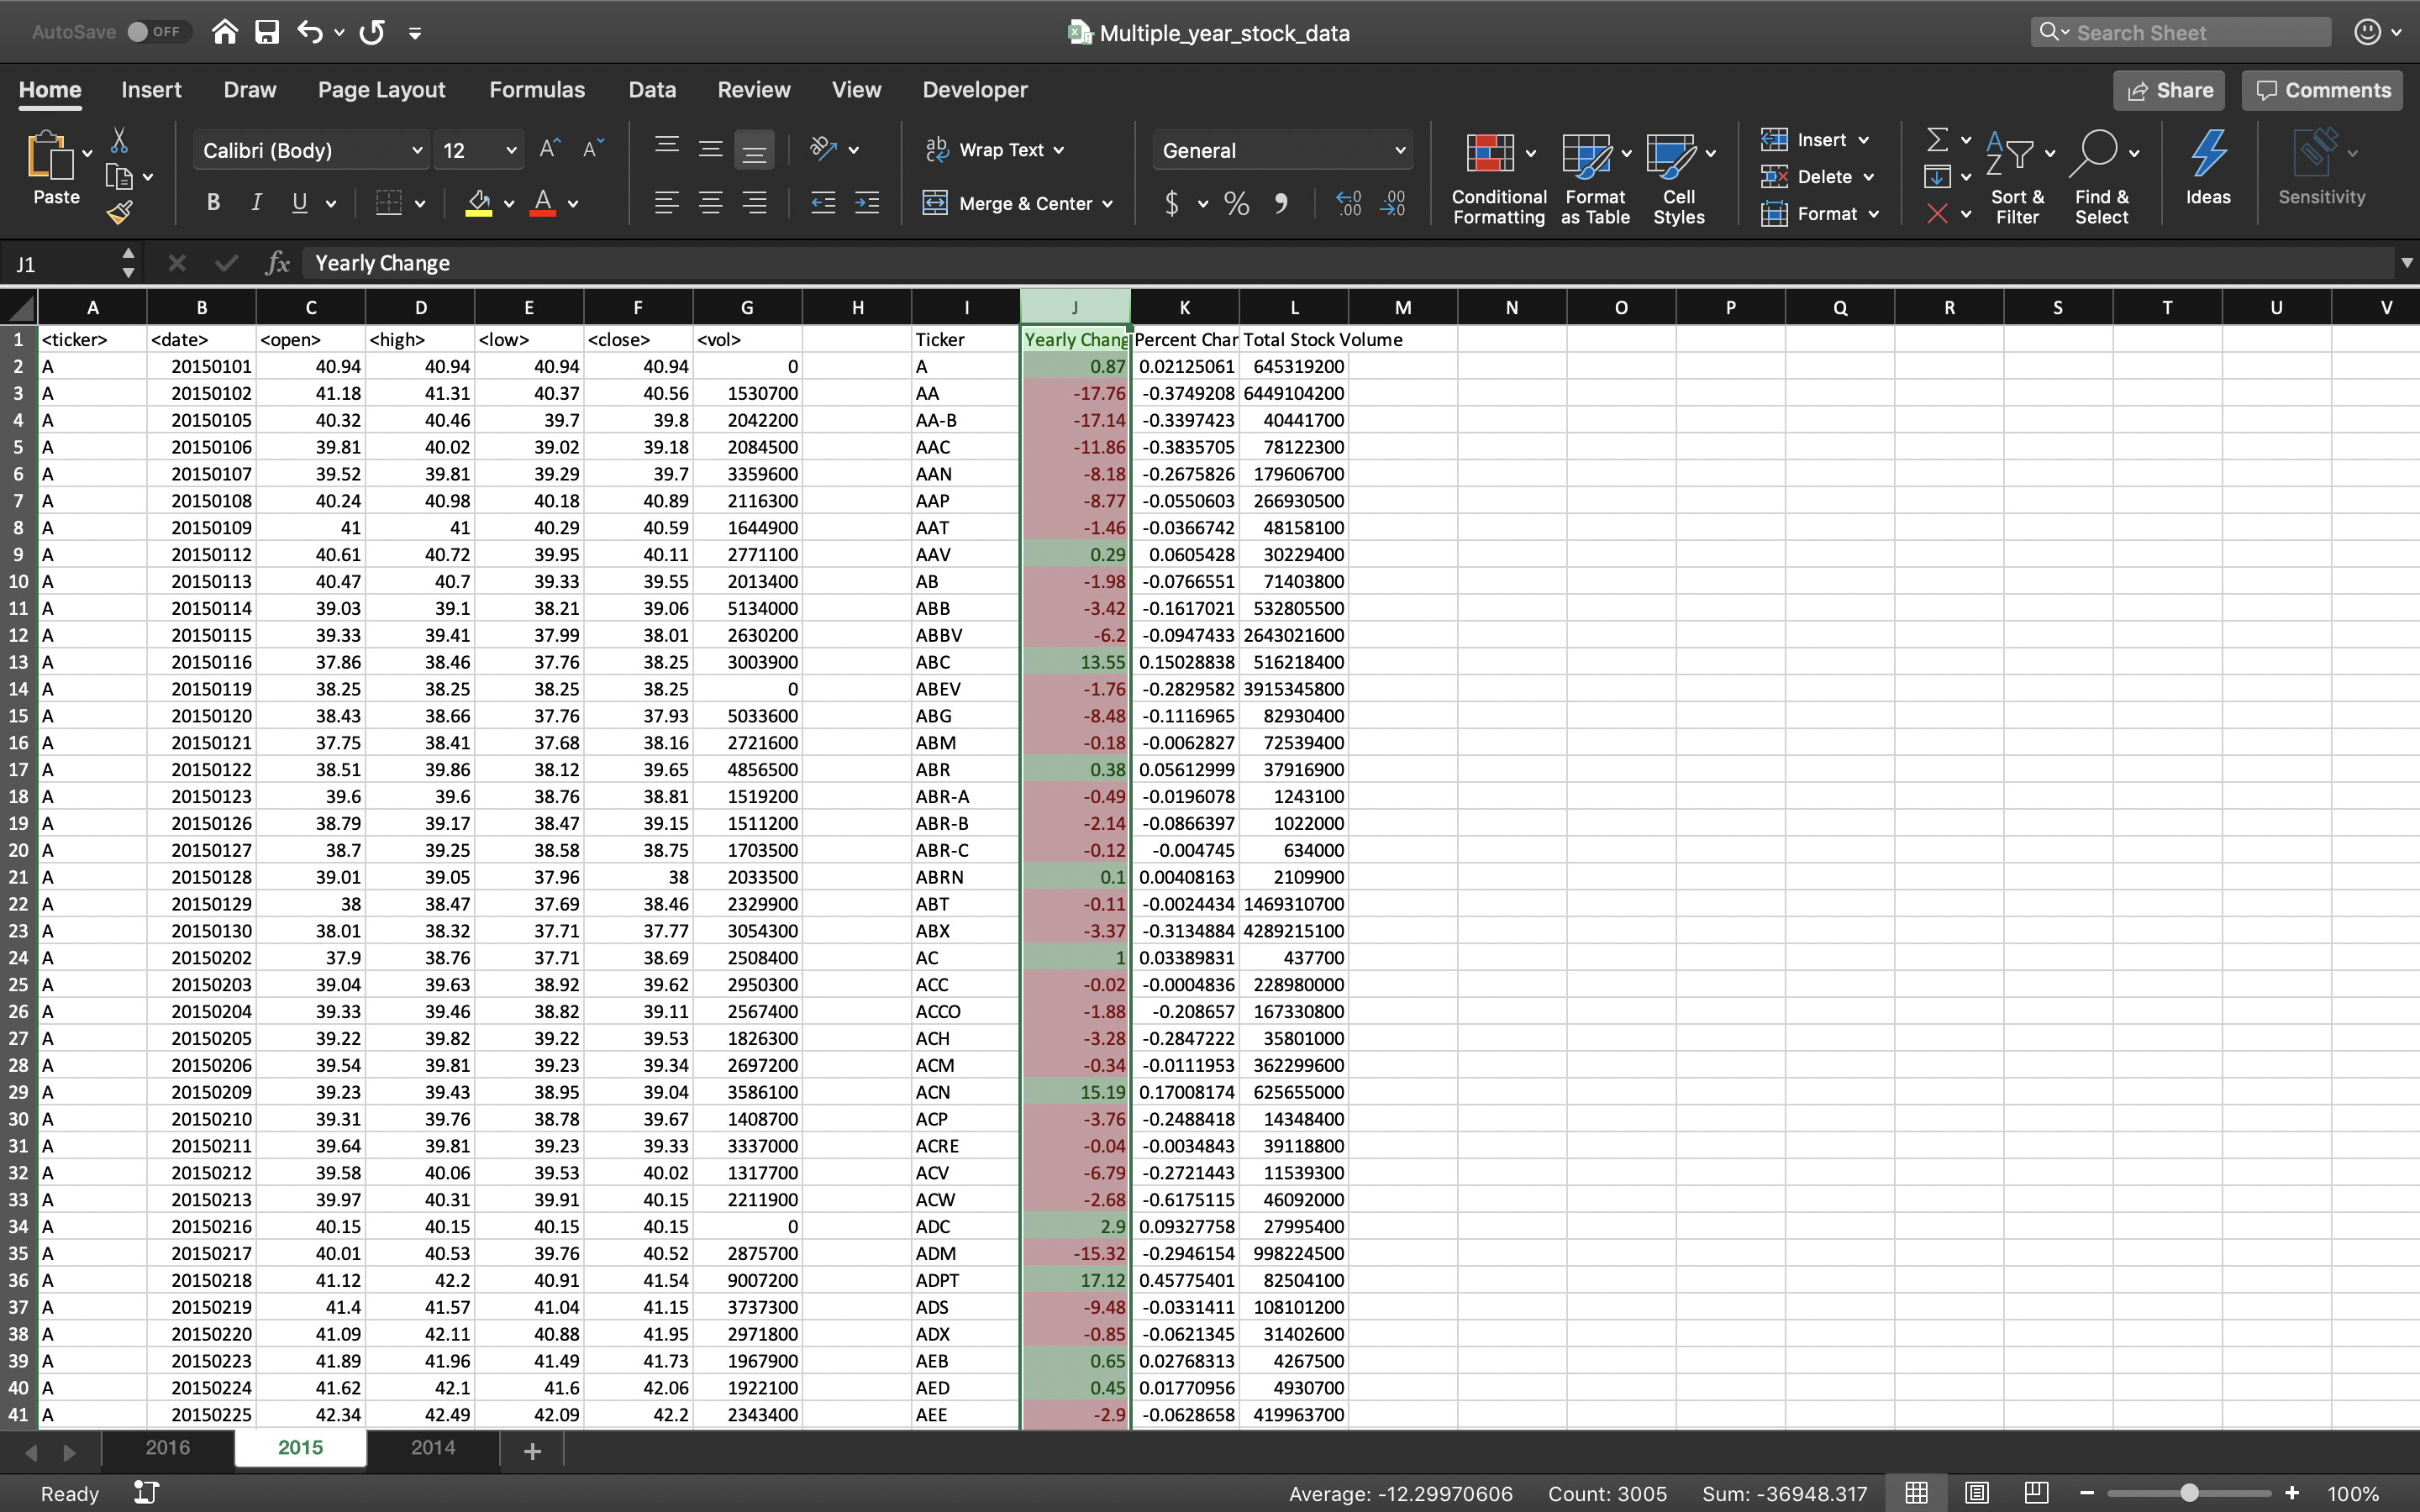 AutoSave OFF Multiple_year_stock_data Search Sheet
Home Insert Draw Page Layout Formulas Data Review View Developer Share Comments
Paste Calibri (Body) 12 Wrap Text General Conditional Formatting Format as Table Cell Styles Insert Delete Format Sort & Filter Find & Select Ideas Sensitivity
B I U Merge & Center $ %
J1 fx Yearly Change
A B C D E F G H I J K L M N O P Q R S T U V
1 <ticker> <date> <open> <high> <low> <close> <vol> Ticker Yearly Chang Percent Char Total Stock Volume
2 A 20150101 40.94 40.94 40.94 40.94 0 A 0.87 0.02125061 645319200
3 A 20150102 41.18 41.31 40.37 40.56 1530700 AA -17.76 -0.3749208 6449104200
4 A 20150105 40.32 40.46 39.7 39.8 2042200 AA-B -17.14 -0.3397423 40441700
5 A 20150106 39.81 40.02 39.02 39.18 2084500 AAC -11.86 -0.3835705 78122300
6 A 20150107 39.52 39.81 39.29 39.7 3359600 AAN -8.18 -0.2675826 179606700
7 A 20150108 40.24 40.98 40.18 40.89 2116300 AAP -8.77 -0.0550603 266930500
8 A 20150109 41 41 40.29 40.59 1644900 AAT -1.46 -0.0366742 48158100
9 A 20150112 40.61 40.72 39.95 40.11 2771100 AAV 0.29 0.0605428 30229400
10 A 20150113 40.47 40.7 39.33 39.55 2013400 AB -1.98 -0.0766551 71403800
11 A 20150114 39.03 39.1 38.21 39.06 5134000 ABB -3.42 -0.1617021 532805500
12 A 20150115 39.33 39.41 37.99 38.01 2630200 ABBV -6.2 -0.0947433 2643021600
13 A 20150116 37.86 38.46 37.76 38.25 3003900 ABC 13.55 0.15028838 516218400
14 A 20150119 38.25 38.25 38.25 38.25 0 ABEV -1.76 -0.2829582 3915345800
15 A 20150120 38.43 38.66 37.76 37.93 5033600 ABG -8.48 -0.1116965 82930400
16 A 20150121 37.75 38.41 37.68 38.16 2721600 ABM -0.18 -0.0062827 72539400
17 A 20150122 38.51 39.86 38.12 39.65 4856500 ABR 0.38 0.05612999 37916900
18 A 20150123 39.6 39.6 38.76 38.81 1519200 ABR-A -0.49 -0.0196078 1243100
19 A 20150126 38.79 39.17 38.47 39.15 1511200 ABR-B -2.14 -0.0866397 1022000
20 A 20150127 38.7 39.25 38.58 38.75 1703500 ABR-C -0.12 -0.004745 634000
21 A 20150128 39.01 39.05 37.96 38 2033500 ABRN 0.1 0.00408163 2109900
22 A 20150129 38 38.47 37.69 38.46 2329900 ABT -0.11 -0.0024434 1469310700
23 A 20150130 38.01 38.32 37.71 37.77 3054300 ABX -3.37 -0.3134884 4289215100
24 A 20150202 37.9 38.76 37.71 38.69 2508400 AC 1 0.03389831 437700
25 A 20150203 39.04 39.63 38.92 39.62 2950300 ACC -0.02 -0.0004836 228980000
26 A 20150204 39.33 39.46 38.82 39.11 2567400 ACCO -1.88 -0.208657 167330800
27 A 20150205 39.22 39.82 39.22 39.53 1826300 ACH -3.28 -0.2847222 35801000
28 A 20150206 39.54 39.81 39.23 39.34 2697200 ACM -0.34 -0.0111953 362299600
29 A 20150209 39.23 39.43 38.95 39.04 3586100 ACN 15.19 0.17008174 625655000
30 A 20150210 39.31 39.76 38.78 39.67 1408700 ACP -3.76 -0.2488418 14348400
31 A 20150211 39.64 39.81 39.23 39.33 3337000 ACRE -0.04 -0.0034843 39118800
32 A 20150212 39.58 40.06 39.53 40.02 1317700 ACV -6.79 -0.2721443 11539300
33 A 20150213 39.97 40.31 39.91 40.15 2211900 ACW -2.68 -0.6175115 46092000
34 A 20150216 40.15 40.15 40.15 40.15 0 ADC 2.9 0.09327758 27995400
35 A 20150217 40.01 40.53 39.76 40.52 2875700 ADM -15.32 -0.2946154 998224500
36 A 20150218 41.12 42.2 40.91 41.54 9007200 ADPT 17.12 0.45775401 82504100
37 A 20150219 41.4 41.57 41.04 41.15 3737300 ADS -9.48 -0.0331411 108101200
38 A 20150220 41.09 42.11 40.88 41.95 2971800 ADX -0.85 -0.0621345 31402600
39 A 20150223 41.89 41.96 41.49 41.73 1967900 AEB 0.65 0.02768313 4267500
40 A 20150224 41.62 42.1 41.6 42.06 1922100 AED 0.45 0.01770956 4930700
41 A 20150225 42.34 42.49 42.09 42.2 2343400 AEE -2.9 -0.0628658 419963700
2016 2015 2014 +
Ready Average: -12.29970606 Count: 3005 Sum: -36948.317 100%